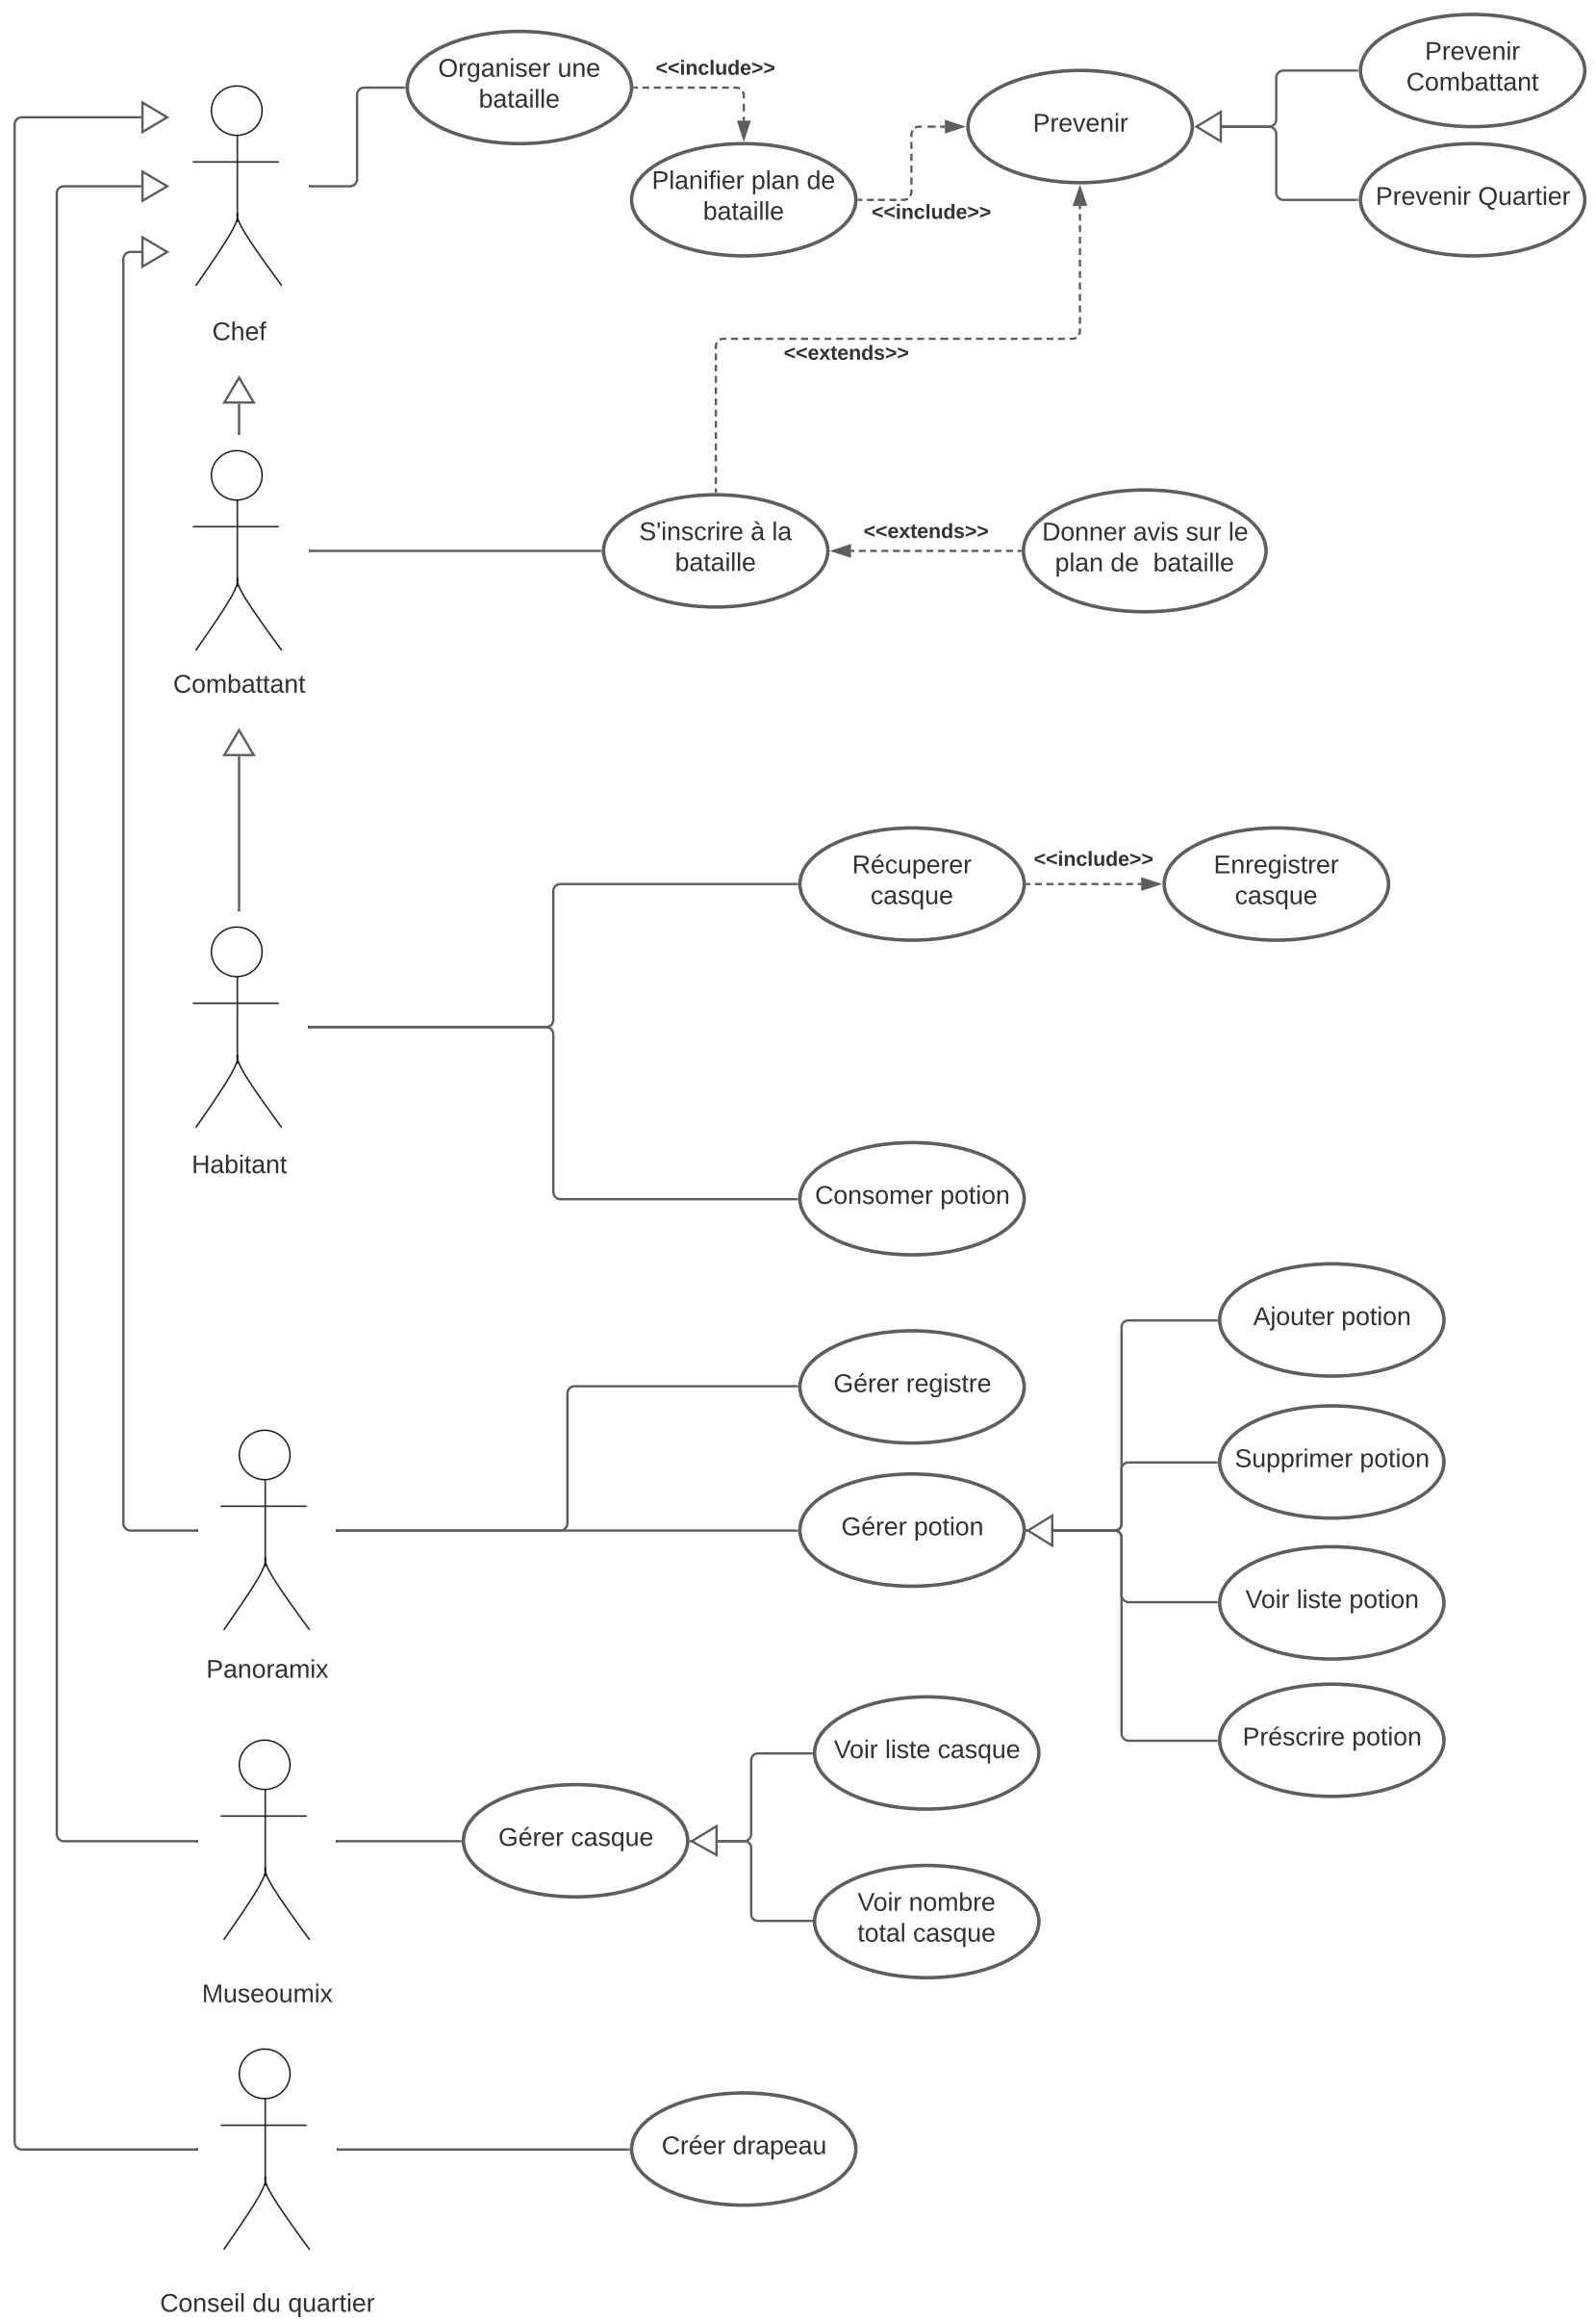 Organiser une
bataille
<<include>>
Planifier plan de
bataille
<<include>>
Prevenir
Prevenir
Combattant
Prevenir Quartier
Chef
<<extends>>
S'inscrire à la
bataille
<<extends>>
Donner avis sur le
plan de  bataille
Combattant
Récuperer
casque
<<include>>
Enregistrer
casque
Habitant
Consomer potion
Ajouter potion
Gérer registre
Supprimer potion
Gérer potion
Voir liste potion
Panoramix
Préscrire potion
Voir liste casque
Gérer casque
Voir nombre
total casque
Museoumix
Créer drapeau
Conseil du quartier